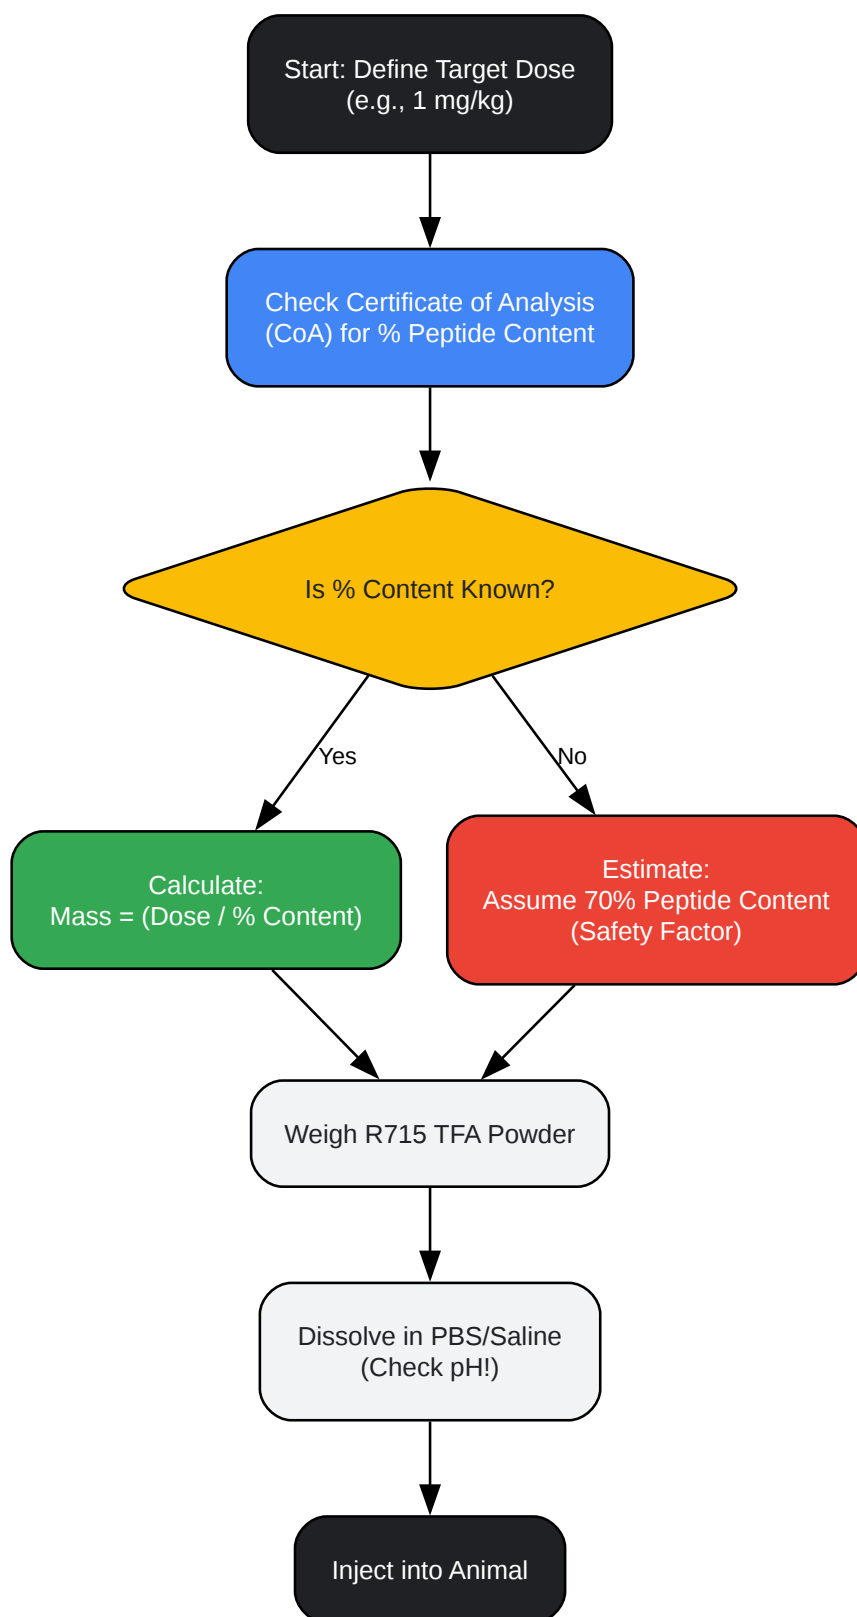 Start: Define Target Dose
(e.g., 1 mg/kg)
Check Certificate of Analysis
(CoA) for % Peptide Content
Is % Content Known?
Yes
No
Calculate:
Mass = (Dose / % Content)
Estimate:
Assume 70% Peptide Content
(Safety Factor)
Weigh R715 TFA Powder
Dissolve in PBS/Saline
(Check pH!)
Inject into Animal